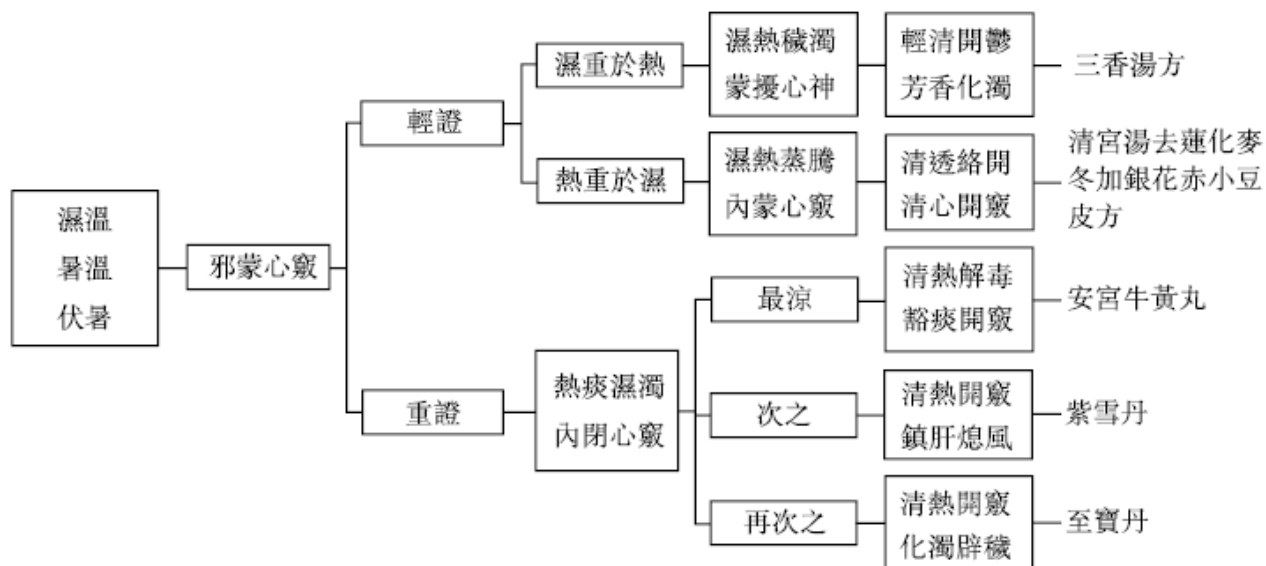 濕溫
暑溫
伏暑
邪蒙心竅
輕證
濕重於熱
濕熱穢濁
蒙擾心神
輕清開鬱
芳香化濁
三香湯方
熱重於濕
濕熱蒸騰
內蒙心竅
清透絡開
清心開竅
清宮湯去蓮化麥
冬加銀花赤小豆
皮方
重證
熱痰濕濁
內閉心竅
最涼
清熱解毒
豁痰開竅
安宮牛黃丸
次之
清熱開竅
鎮肝熄風
紫雪丹
再次之
清熱開竅
化濁辟穢
至寶丹